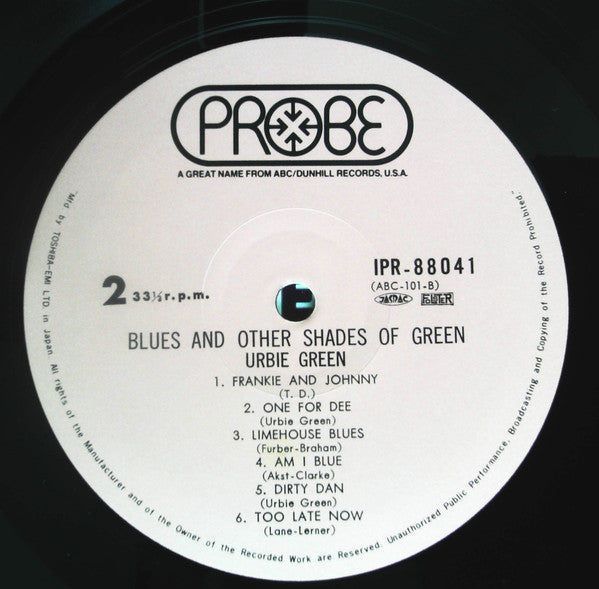 PROBE
A GREAT NAME FROM ABC/DUNHILL RECORDS, U.S.A.
IPR-88041
(ABC-101-B)
2 33⅓ r.p.m.
JASRAC
BLUES AND OTHER SHADES OF GREEN
URBIE GREEN
1. FRANKIE AND JOHNNY
(T. D.)
2. ONE FOR DEE
(Urbie Green)
3. LIMEHOUSE BLUES
(Furber-Braham)
4. AM I BLUE
(Akst-Clarke)
5. DIRTY DAN
(Urbie Green)
6. TOO LATE NOW
(Lane-Lerner)
"Mfd by TOSHIBA-EMI LTD in Japan. All rights of the Manufacturer and of the Owner of the Recorded Work are Reserved. Unauthorized Public Performance, Broadcasting and Copying of the Record Prohibited."